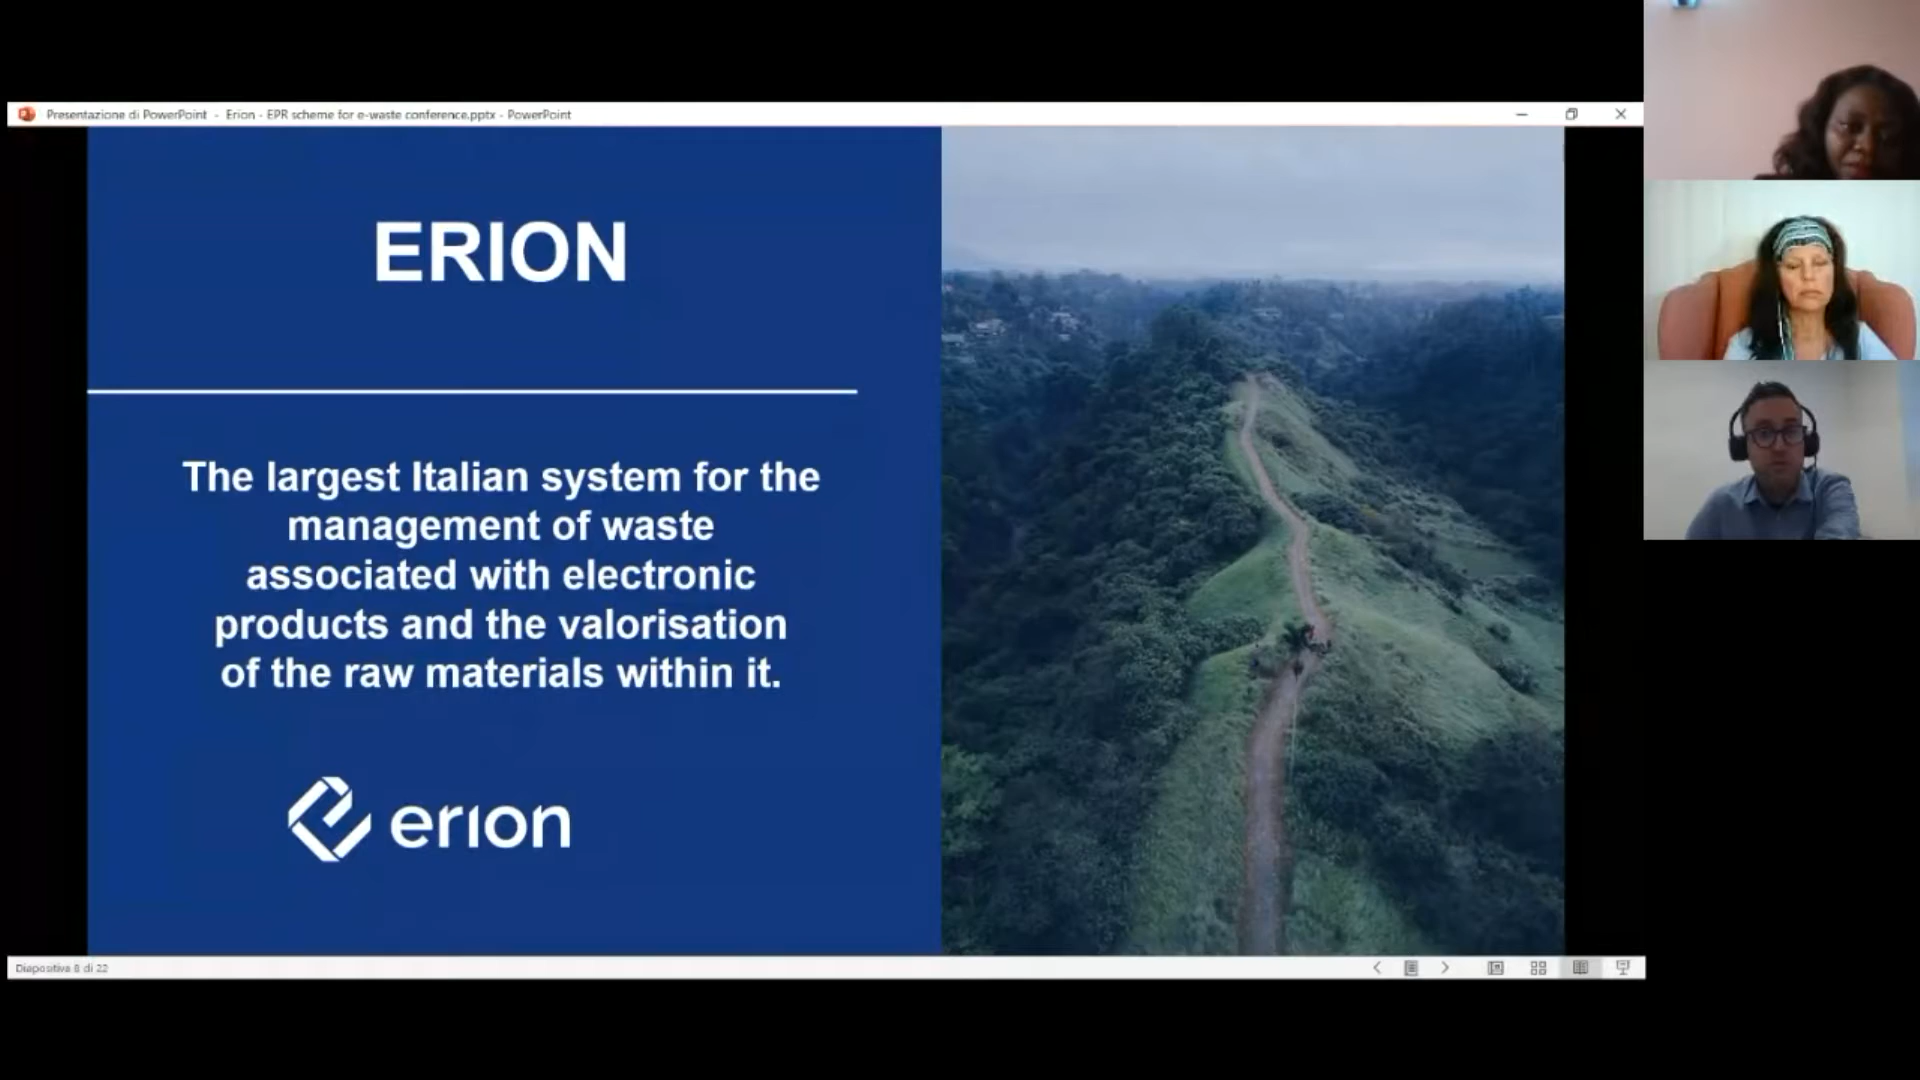 Presentazione di PowerPoint - Erion - EPR scheme for e-waste conference.pptx - PowerPoint
ERION
The largest Italian system for the
management of waste
associated with electronic
products and the valorisation
of the raw materials within it.
erion
Diapositiva 8 di 22